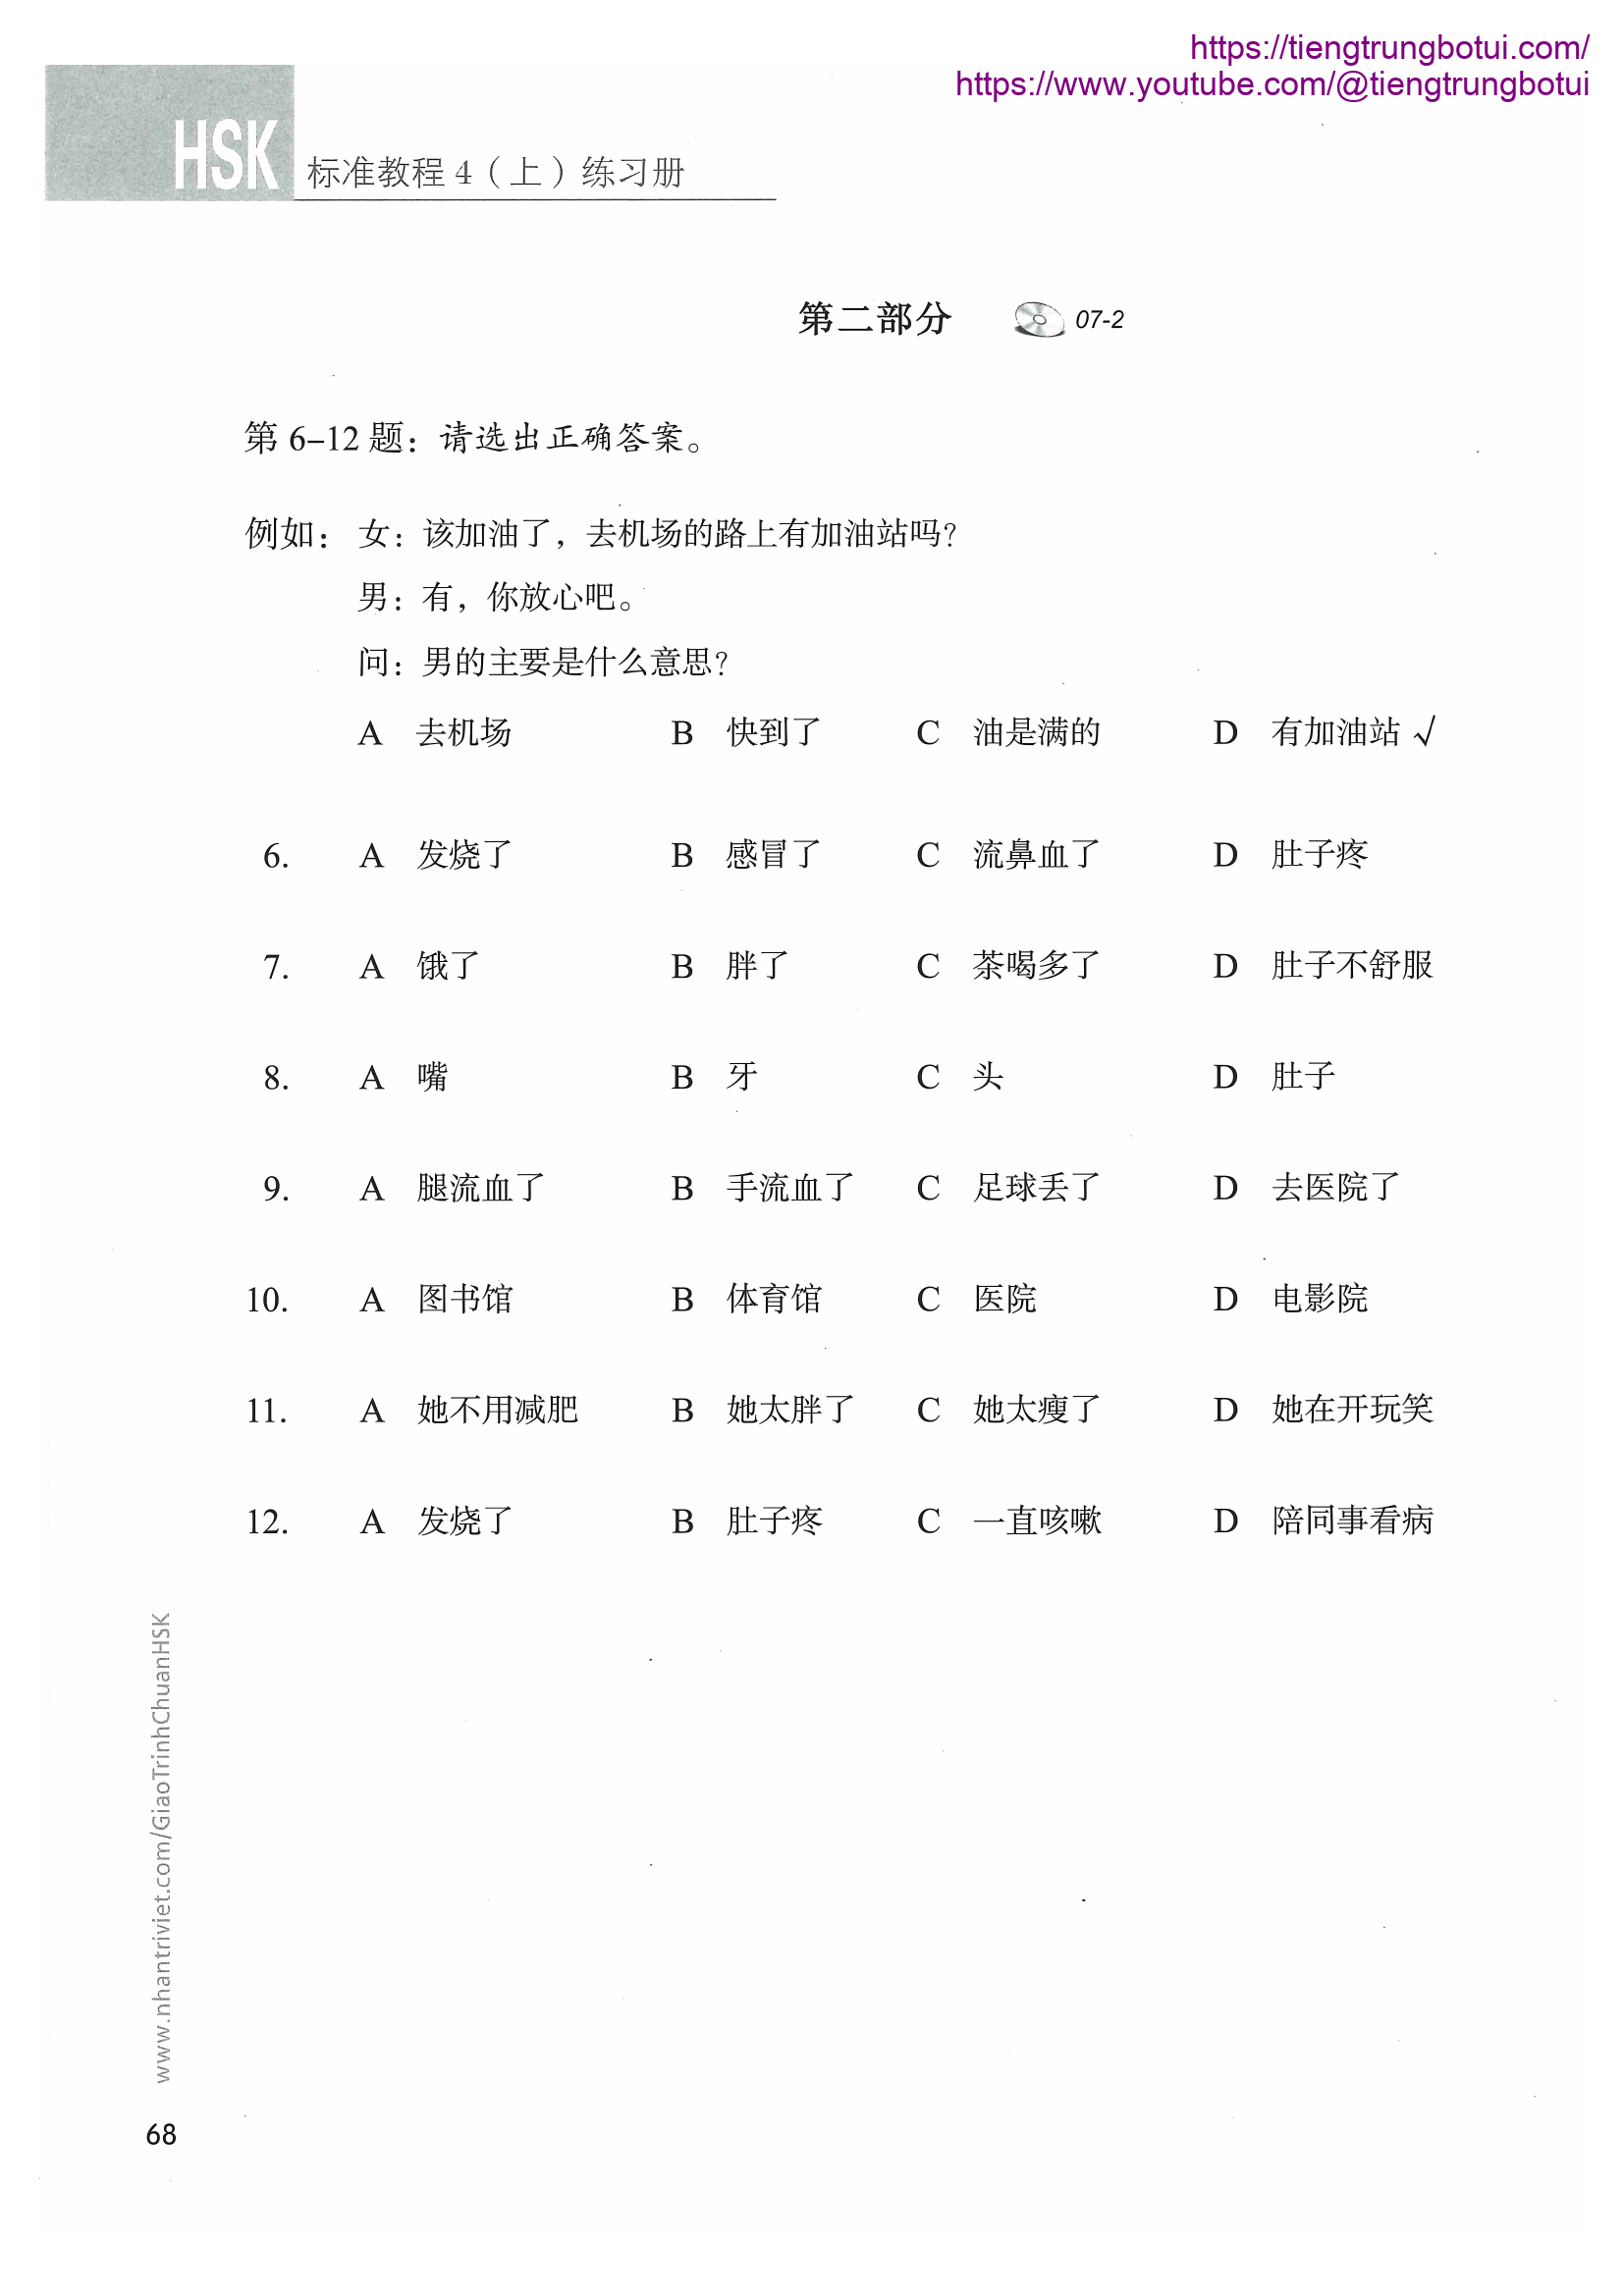 https://tiengtrungbotui.com/
https://www.youtube.com/@tiengtrungbotui
HSK 标准教程 4（上）练习册
第二部分 07-2
第 6–12 题：请选出正确答案。
例如： 女：该加油了，去机场的路上有加油站吗？
男：有，你放心吧。
问：男的主要是什么意思？
A 去机场 B 快到了 C 油是满的 D 有加油站 √
6. A 发烧了 B 感冒了 C 流鼻血了 D 肚子疼
7. A 饿了 B 胖了 C 茶喝多了 D 肚子不舒服
8. A 嘴 B 牙 C 头 D 肚子
9. A 腿流血了 B 手流血了 C 足球丢了 D 去医院了
10. A 图书馆 B 体育馆 C 医院 D 电影院
11. A 她不用减肥 B 她太胖了 C 她太瘦了 D 她在开玩笑
12. A 发烧了 B 肚子疼 C 一直咳嗽 D 陪同事看病
www.nhantriviet.com/GiaoTrinhChuanHSK
68